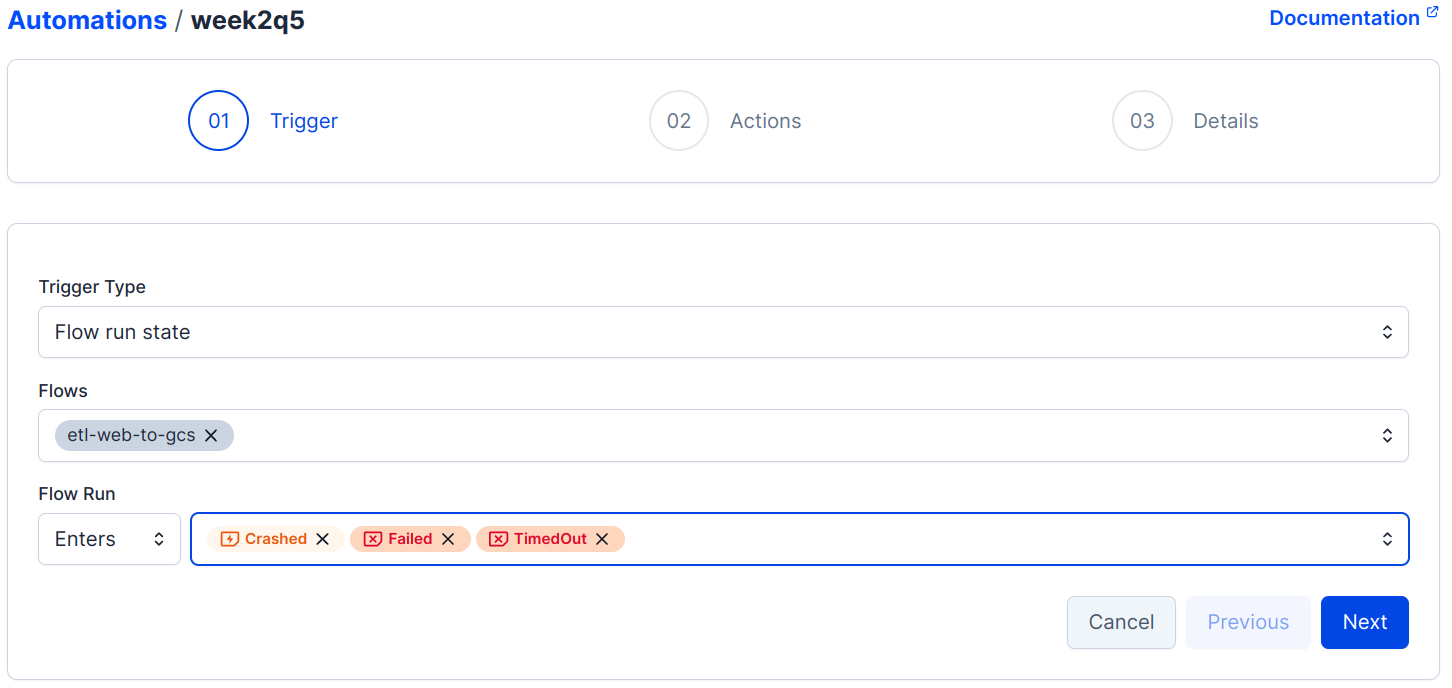 Automations / week2q5
Documentation
01 Trigger
02 Actions
03 Details
Trigger Type
Flow run state
Flows
etl-web-to-gcs
Flow Run
Enters
Crashed Failed TimedOut
Cancel Previous Next